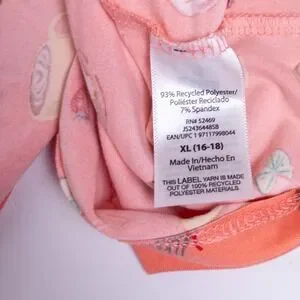 93% Recycled Polyester/
Poliéster Reciclado
7% Spandex
RN# 52469
JS243644858
EAN/UPC 1 97117998044
XL (16-18)
Made In/Hecho En
Vietnam
THIS LABEL YARN IS MADE
OUT OF 100% RECYCLED
POLYESTER MATERIALS